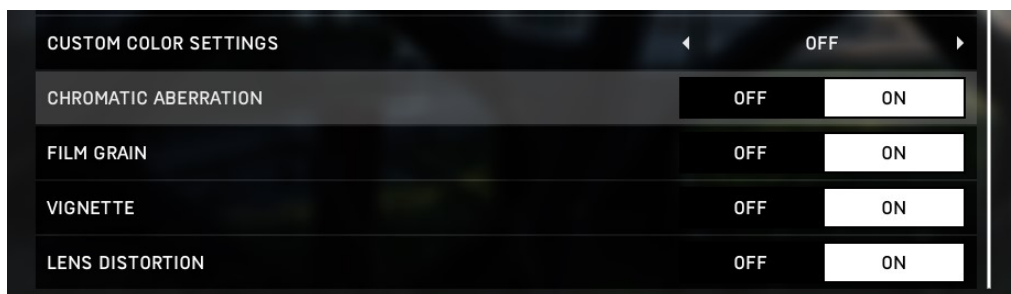 CUSTOM COLOR SETTINGS OFF
CHROMATIC ABERRATION OFF ON
FILM GRAIN OFF ON
VIGNETTE OFF ON
LENS DISTORTION OFF ON